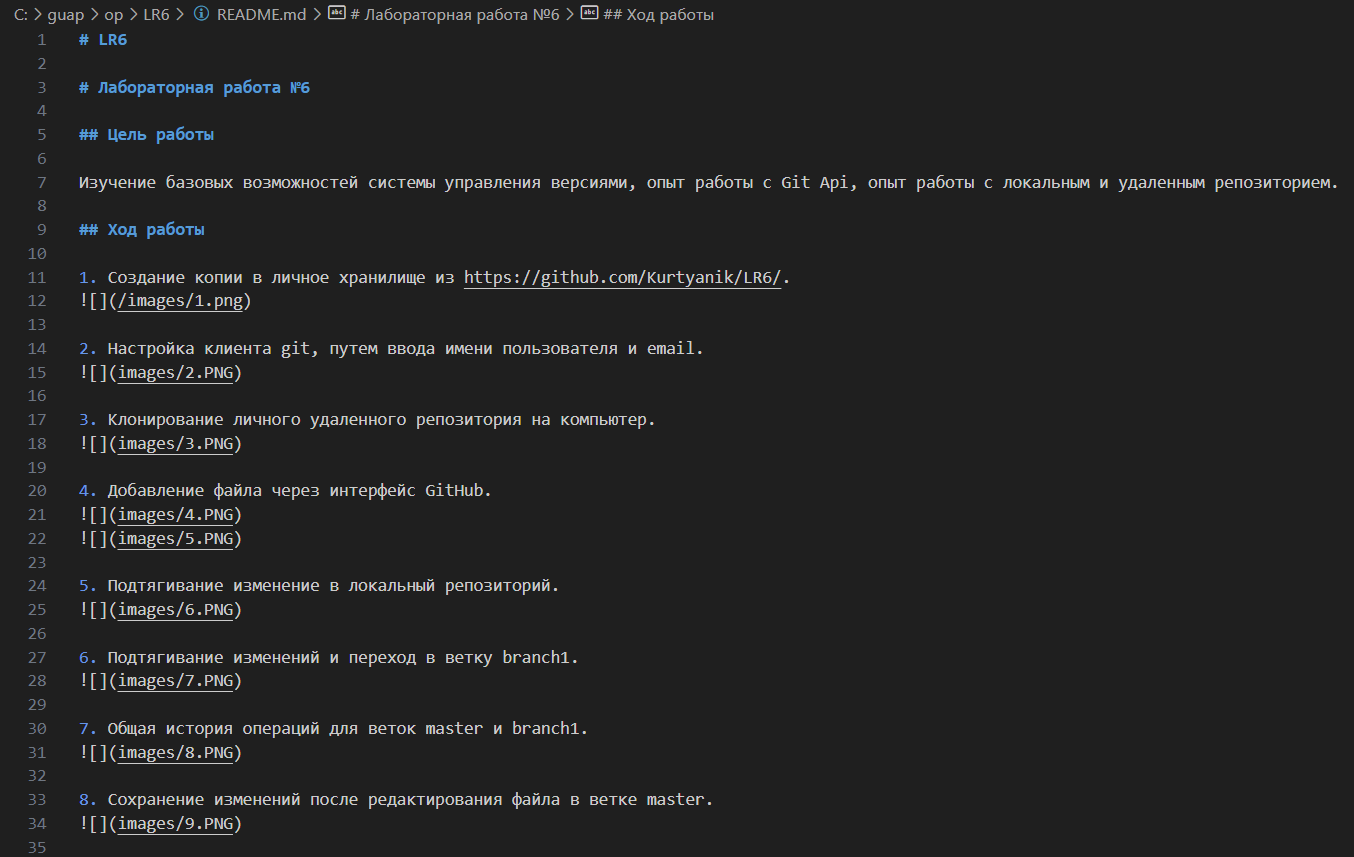 C: > guap > op > LR6 > README.md > # Лабораторная работа №6 > ## Ход работы
1 # LR6
2
3 # Лабораторная работа №6
4
5 ## Цель работы
6
7 Изучение базовых возможностей системы управления версиями, опыт работы с Git Api, опыт работы с локальным и удаленным репозиторием.
8
9 ## Ход работы
10
11 1. Создание копии в личное хранилище из https://github.com/Kurtyanik/LR6/.
12 ![](/images/1.png)
13
14 2. Настройка клиента git, путем ввода имени пользователя и email.
15 ![](images/2.PNG)
16
17 3. Клонирование личного удаленного репозитория на компьютер.
18 ![](images/3.PNG)
19
20 4. Добавление файла через интерфейс GitHub.
21 ![](images/4.PNG)
22 ![](images/5.PNG)
23
24 5. Подтягивание изменение в локальный репозиторий.
25 ![](images/6.PNG)
26
27 6. Подтягивание изменений и переход в ветку branch1.
28 ![](images/7.PNG)
29
30 7. Общая история операций для веток master и branch1.
31 ![](images/8.PNG)
32
33 8. Сохранение изменений после редактирования файла в ветке master.
34 ![](images/9.PNG)
35